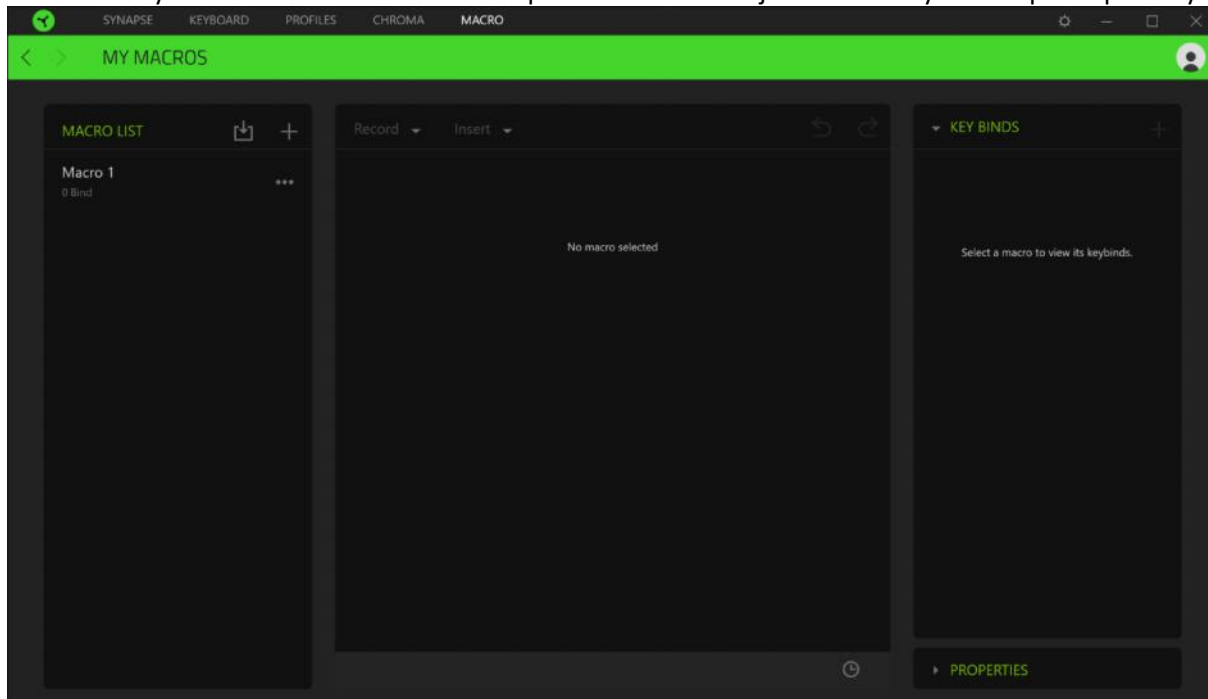 SYNAPSE KEYBOARD PROFILES CHROMA MACRO
MY MACROS
MACRO LIST
Record Insert
KEY BINDS
Macro 1
0 Bind
No macro selected
Select a macro to view its keybinds.
PROPERTIES